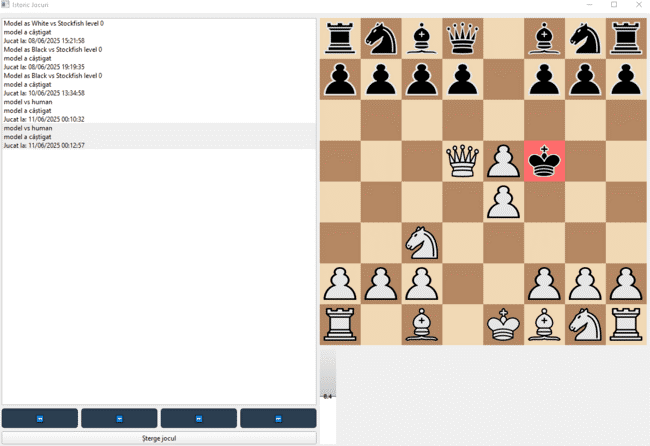 Istoric Jocuri
Model as White vs Stockfish level 0
model a câștigat
Jucat la: 08/06/2025 15:21:58
Model as Black vs Stockfish level 0
model a câștigat
Jucat la: 08/06/2025 19:19:35
Model as Black vs Stockfish level 0
model a câștigat
Jucat la: 10/06/2025 13:34:58
model vs human
model a câștigat
Jucat la: 11/06/2025 00:10:32
model vs human
model a câștigat
Jucat la: 11/06/2025 00:12:57
Șterge jocul